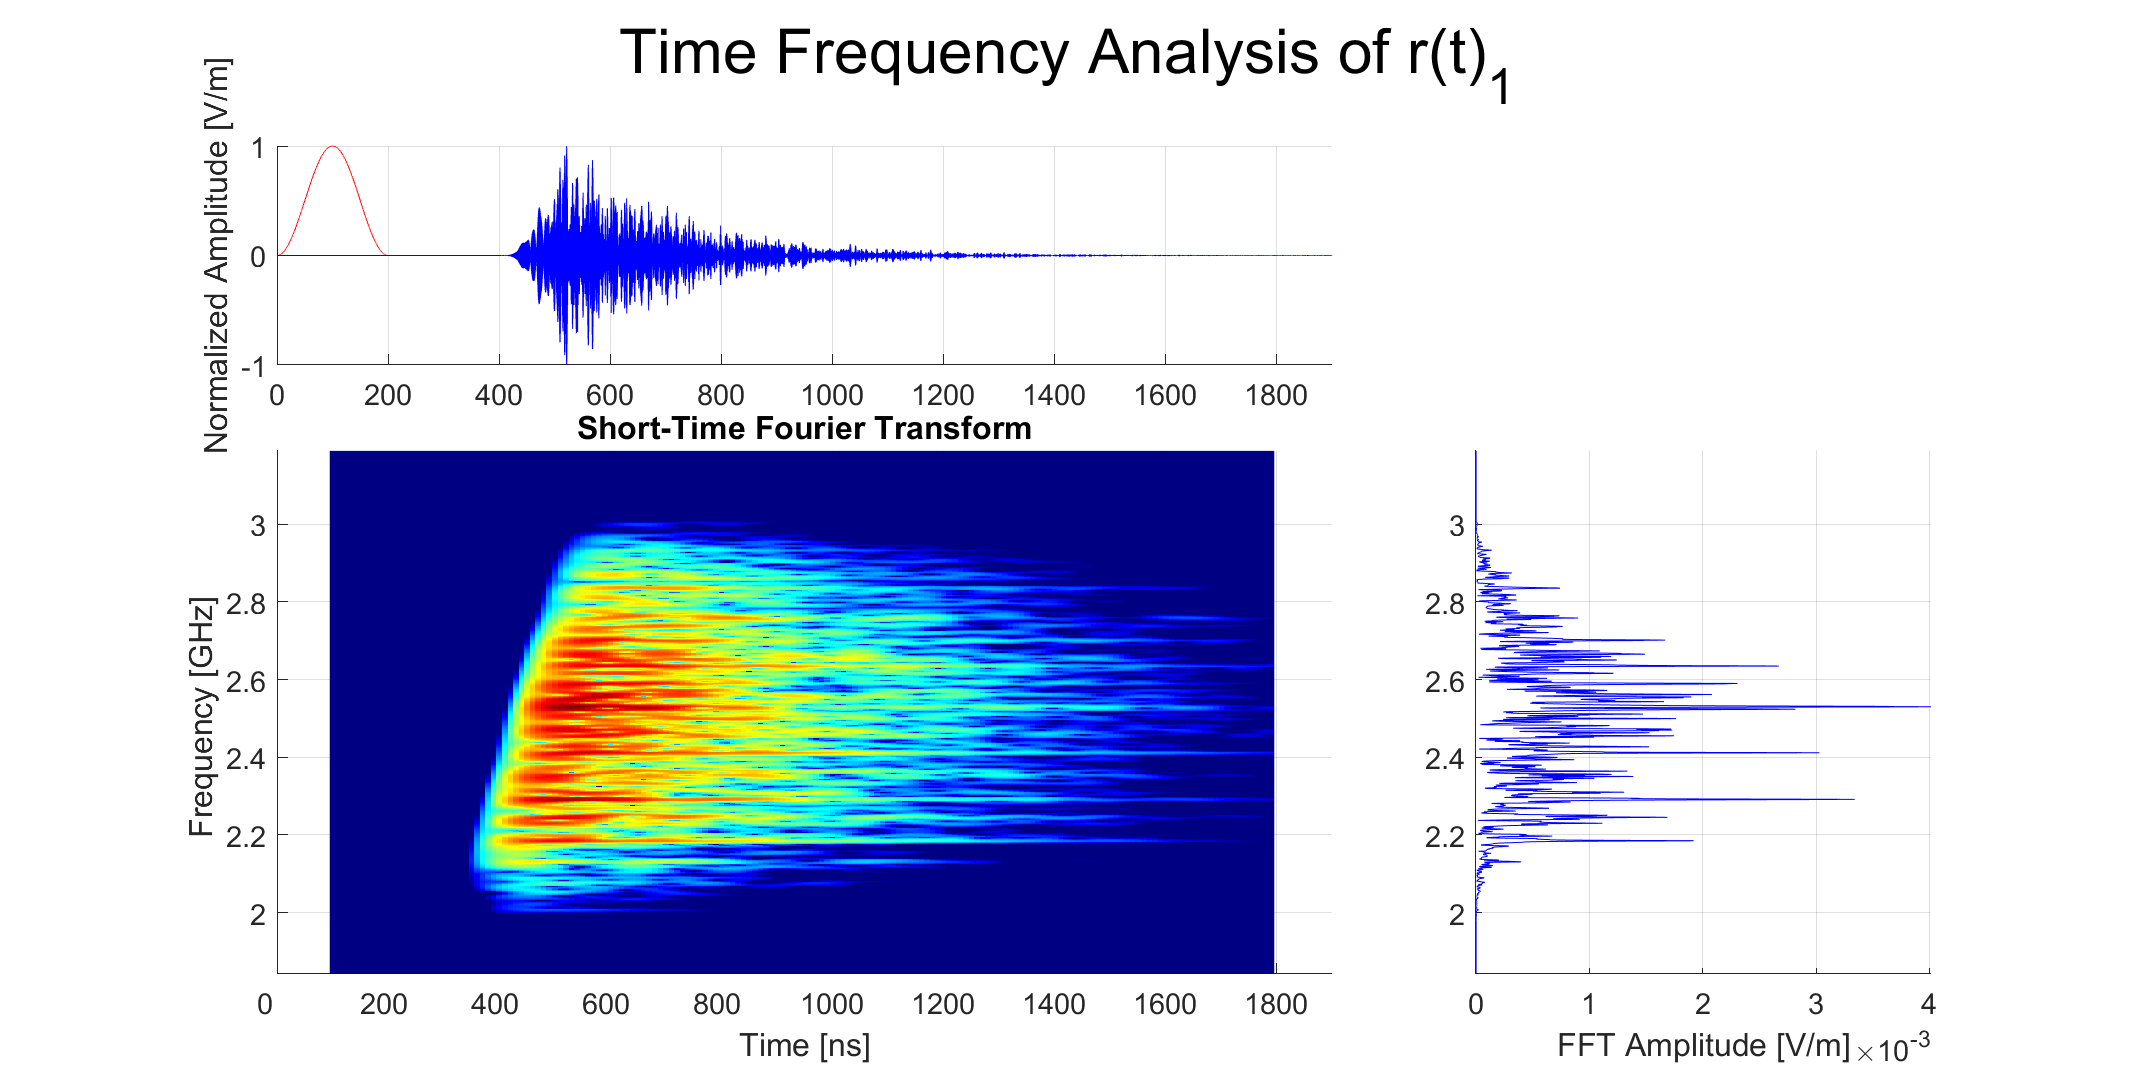 Time Frequency Analysis of r(t)1
Normalized Amplitude [V/m]
1
0
-1
0 200 400 600 800 1000 1200 1400 1600 1800
Short-Time Fourier Transform
Frequency [GHz]
3
2.8
2.6
2.4
2.2
2
0 200 400 600 800 1000 1200 1400 1600 1800
Time [ns]
3
2.8
2.6
2.4
2.2
2
0 1 2 3 4
FFT Amplitude [V/m] ×10-3